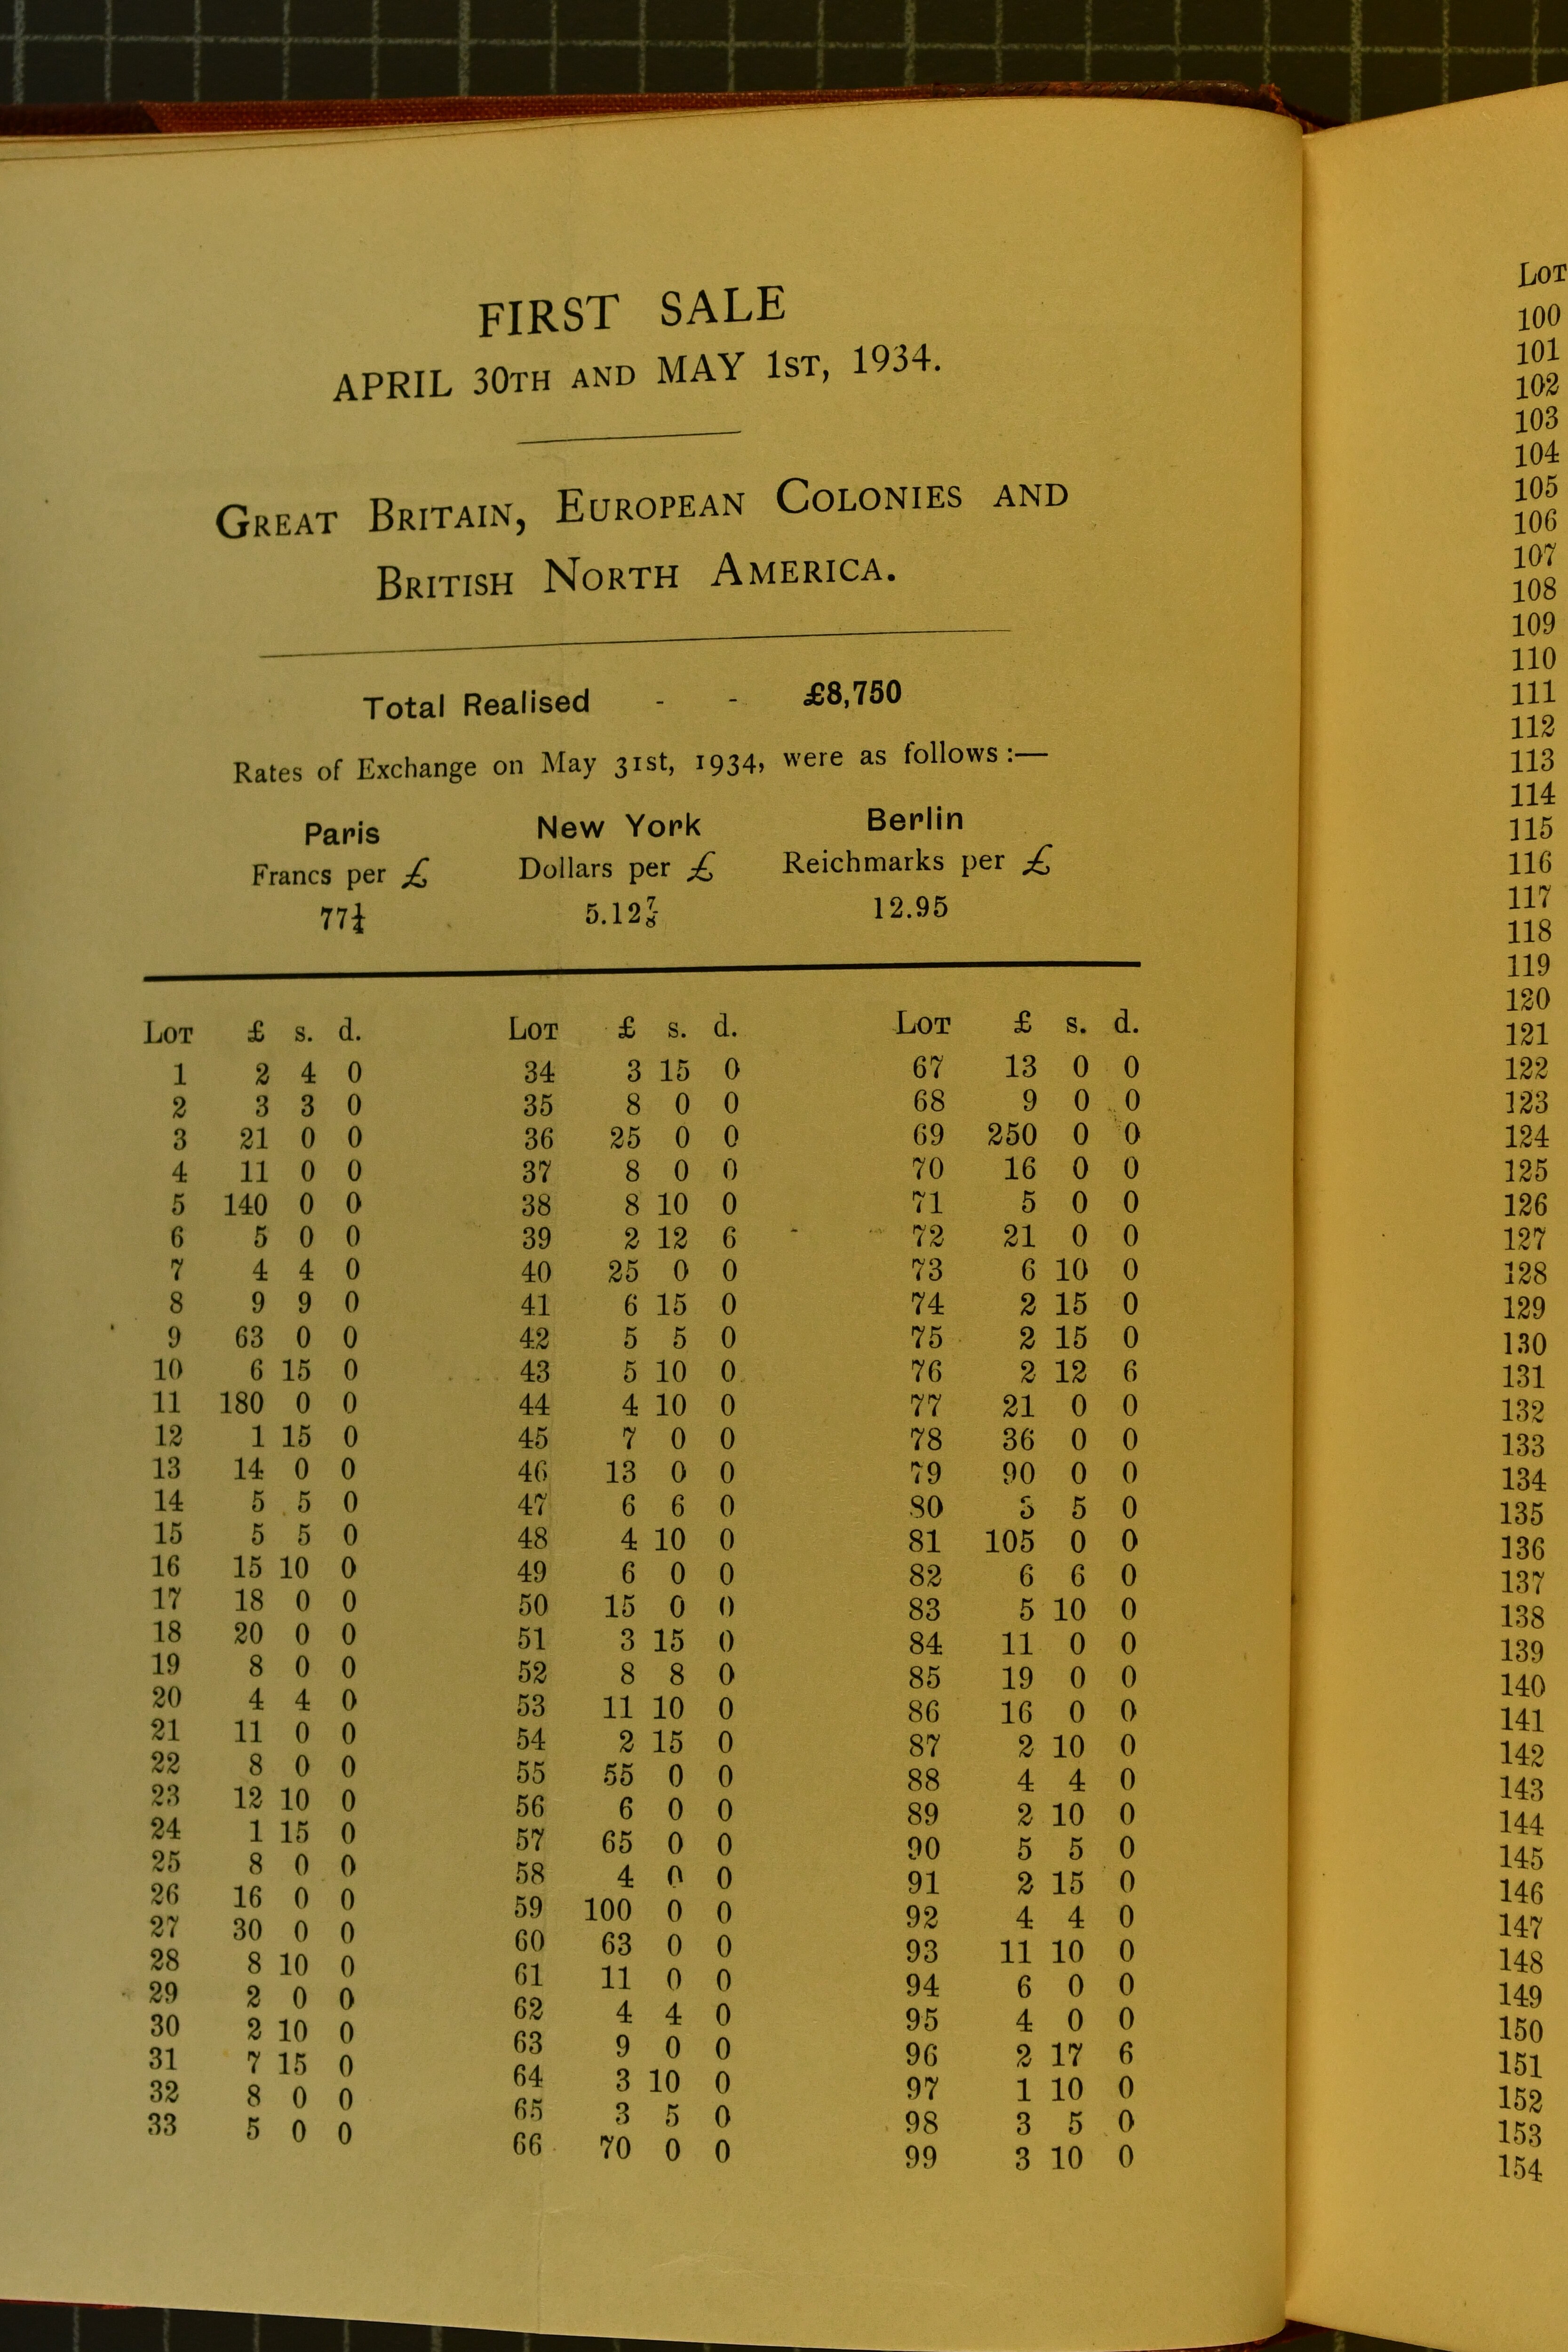 FIRST SALE
APRIL 30TH AND MAY 1ST, 1934.
GREAT BRITAIN, EUROPEAN COLONIES AND
BRITISH NORTH AMERICA.
Total Realised - - £8,750
Rates of Exchange on May 31st, 1934, were as follows :—
Paris New York Berlin
Francs per £ Dollars per £ Reichmarks per £
77¼ 5.12⅞ 12.95
LOT £ s. d. LOT £ s. d. LOT £ s. d.
1 2 4 0 34 3 15 0 67 13 0 0
2 3 3 0 35 8 0 0 68 9 0 0
3 21 0 0 36 25 0 0 69 250 0 0
4 11 0 0 37 8 0 0 70 16 0 0
5 140 0 0 38 8 10 0 71 5 0 0
6 5 0 0 39 2 12 6 72 21 0 0
7 4 4 0 40 25 0 0 73 6 10 0
8 9 9 0 41 6 15 0 74 2 15 0
9 63 0 0 42 5 5 0 75 2 15 0
10 6 15 0 43 5 10 0 76 2 12 6
11 180 0 0 44 4 10 0 77 21 0 0
12 1 15 0 45 7 0 0 78 36 0 0
13 14 0 0 46 13 0 0 79 90 0 0
14 5 5 0 47 6 6 0 80 5 5 0
15 5 5 0 48 4 10 0 81 105 0 0
16 15 10 0 49 6 0 0 82 6 6 0
17 18 0 0 50 15 0 0 83 5 10 0
18 20 0 0 51 3 15 0 84 11 0 0
19 8 0 0 52 8 8 0 85 19 0 0
20 4 4 0 53 11 10 0 86 16 0 0
21 11 0 0 54 2 15 0 87 2 10 0
22 8 0 0 55 55 0 0 88 4 4 0
23 12 10 0 56 6 0 0 89 2 10 0
24 1 15 0 57 65 0 0 90 5 5 0
25 8 0 0 58 4 0 0 91 2 15 0
26 16 0 0 59 100 0 0 92 4 4 0
27 30 0 0 60 63 0 0 93 11 10 0
28 8 10 0 61 11 0 0 94 6 0 0
29 2 0 0 62 4 4 0 95 4 0 0
30 2 10 0 63 9 0 0 96 2 17 6
31 7 15 0 64 3 10 0 97 1 10 0
32 8 0 0 65 3 5 0 98 3 5 0
33 5 0 0 66 70 0 0 99 3 10 0
LOT
100
101
102
103
104
105
106
107
108
109
110
111
112
113
114
115
116
117
118
119
120
121
122
123
124
125
126
127
128
129
130
131
132
133
134
135
136
137
138
139
140
141
142
143
144
145
146
147
148
149
150
151
152
153
154